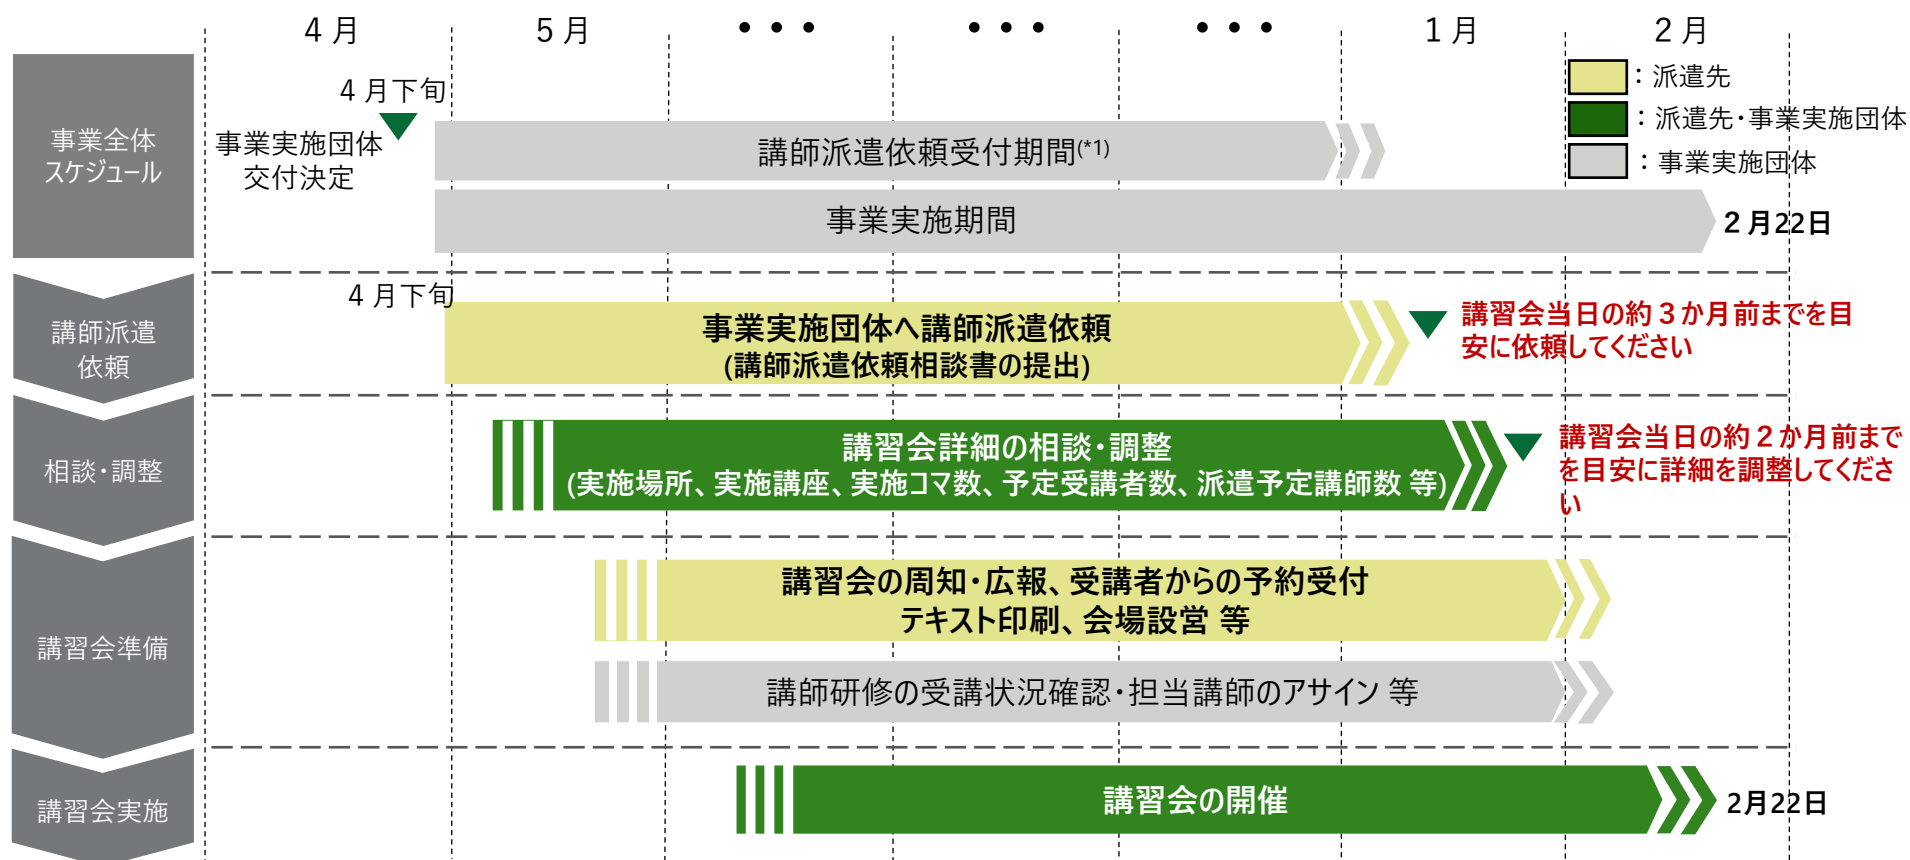 4月
5月
•••
•••
•••
1月
2月
：派遣先
：派遣先・事業実施団体
：事業実施団体
事業全体
スケジュール
4月下旬
事業実施団体
交付決定
講師派遣依頼受付期間(*1)
事業実施期間
2月22日
講師派遣
依頼
4月下旬
事業実施団体へ講師派遣依頼
(講師派遣依頼相談書の提出)
講習会当日の約3か月前までを目
安に依頼してください
相談・調整
講習会詳細の相談・調整
(実施場所、実施講座、実施コマ数、予定受講者数、派遣予定講師数 等)
講習会当日の約2か月前まで
を目安に詳細を調整してくださ
い
講習会準備
講習会の周知・広報、受講者からの予約受付
テキスト印刷、会場設営 等
講師研修の受講状況確認・担当講師のアサイン 等
講習会実施
講習会の開催
2月22日